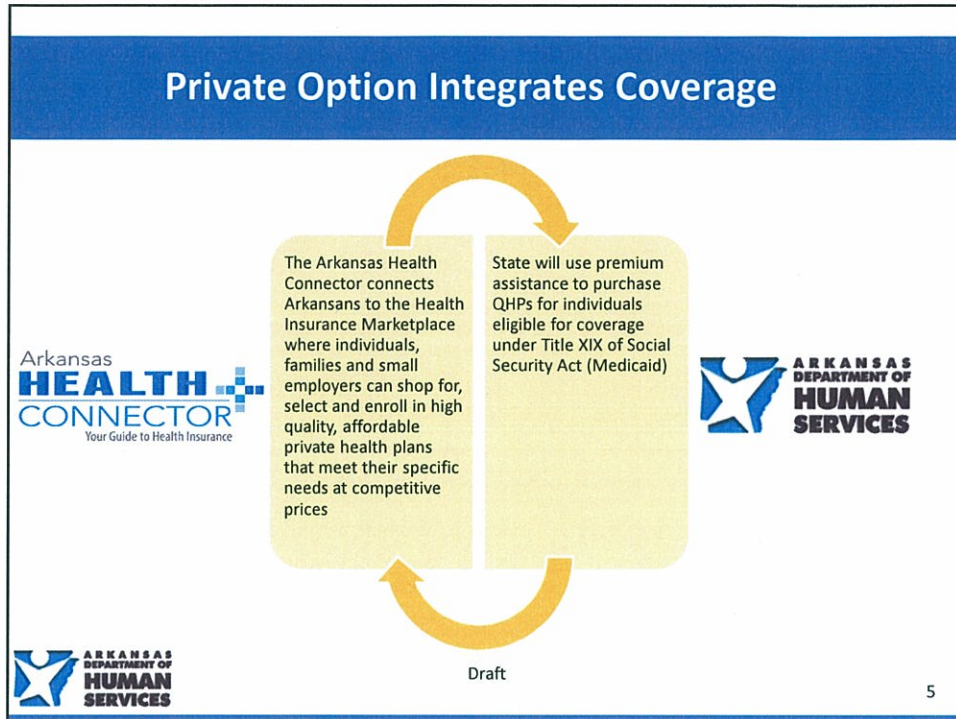 Private Option Integrates Coverage
Arkansas
HEALTH
CONNECTOR
Your Guide to Health Insurance
The Arkansas Health
Connector connects
Arkansans to the Health
Insurance Marketplace
where individuals,
families and small
employers can shop for,
select and enroll in high
quality, affordable
private health plans
that meet their specific
needs at competitive
prices
State will use premium
assistance to purchase
QHPs for individuals
eligible for coverage
under Title XIX of Social
Security Act (Medicaid)
ARKANSAS
DEPARTMENT OF
HUMAN
SERVICES
ARKANSAS
DEPARTMENT OF
HUMAN
SERVICES
Draft
5